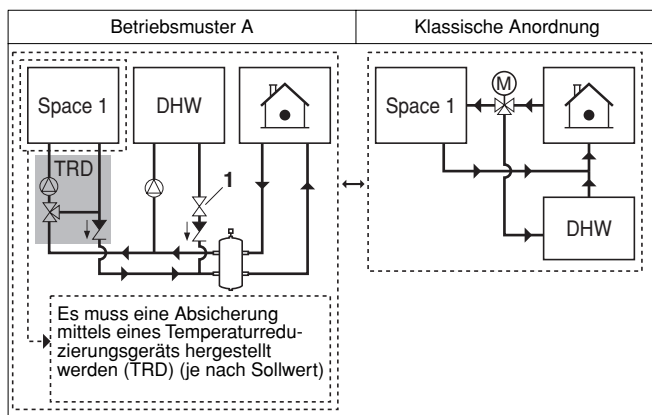 Betriebsmuster A
Klassische Anordnung
Space 1
DHW
TRD
1
Es muss eine Absicherung
mittels eines Temperaturredu-
zierungsgeräts hergestellt
werden (TRD) (je nach Sollwert)
M
Space 1
DHW